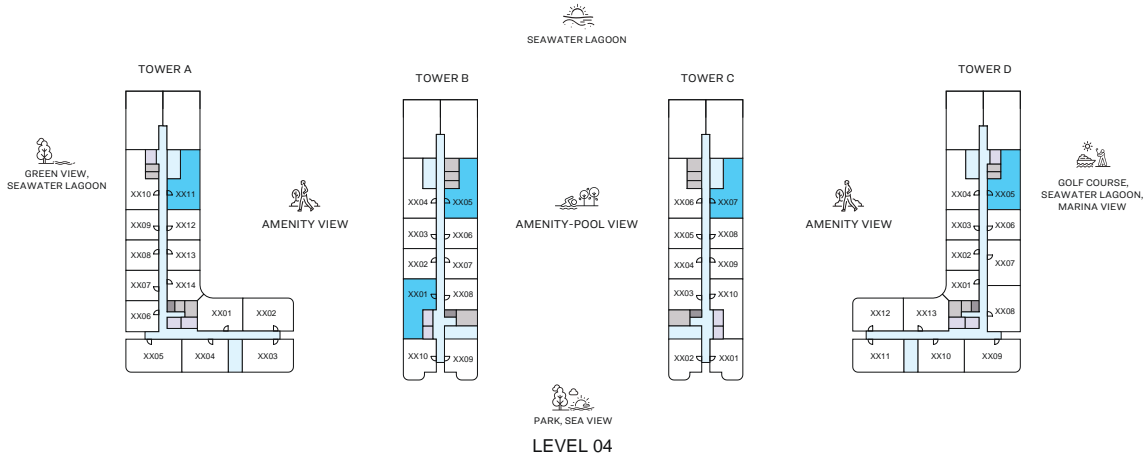 SEAWATER LAGOON
TOWER A
TOWER B
TOWER C
TOWER D
GREEN VIEW,
SEAWATER LAGOON
AMENITY VIEW
AMENITY-POOL VIEW
AMENITY VIEW
GOLF COURSE,
SEAWATER LAGOON,
MARINA VIEW
XX10
XX11
XX09
XX12
XX08
XX13
XX07
XX14
XX06
XX01
XX02
XX05
XX04
XX03
XX04
XX05
XX03
XX06
XX02
XX07
XX01
XX08
XX10
XX09
XX06
XX07
XX05
XX08
XX04
XX09
XX03
XX10
XX02
XX01
XX04
XX05
XX03
XX06
XX02
XX07
XX01
XX08
XX12
XX13
XX11
XX10
XX09
PARK, SEA VIEW
LEVEL 04